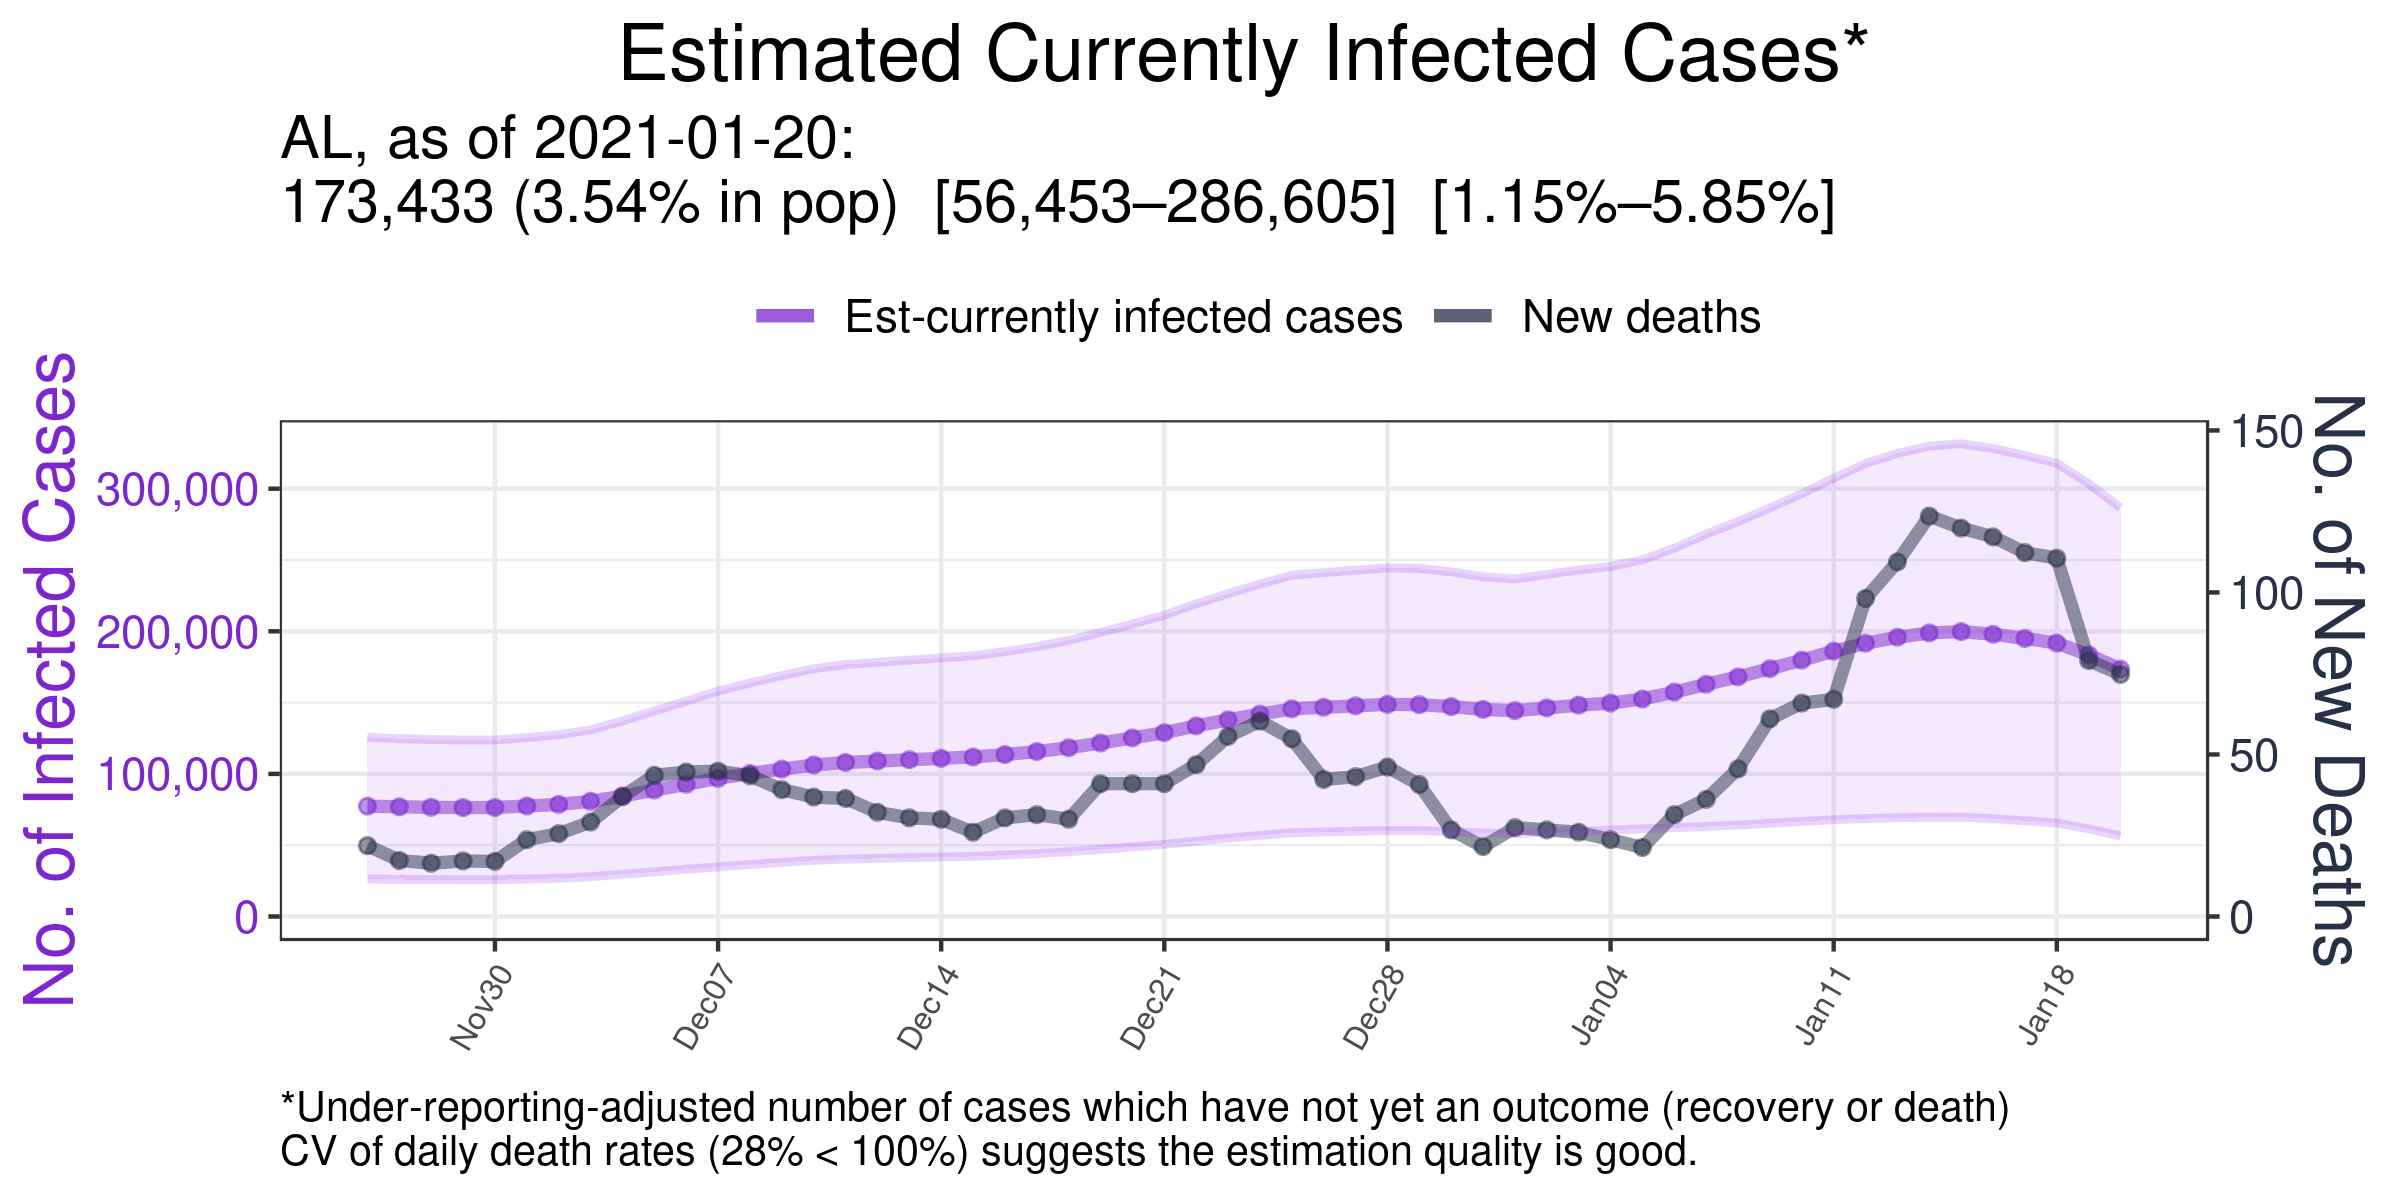 Estimated Currently Infected Cases*
AL, as of 2021-01-20:
173,433 (3.54% in pop)  [56,453–286,605]  [1.15%–5.85%]
Est-currently infected cases
New deaths
No. of Infected Cases
300,000
200,000
100,000
0
150
100
50
0
No. of New Deaths
Nov30
Dec07
Dec14
Dec21
Dec28
Jan04
Jan11
Jan18
*Under-reporting-adjusted number of cases which have not yet an outcome (recovery or death)
CV of daily death rates (28% < 100%) suggests the estimation quality is good.